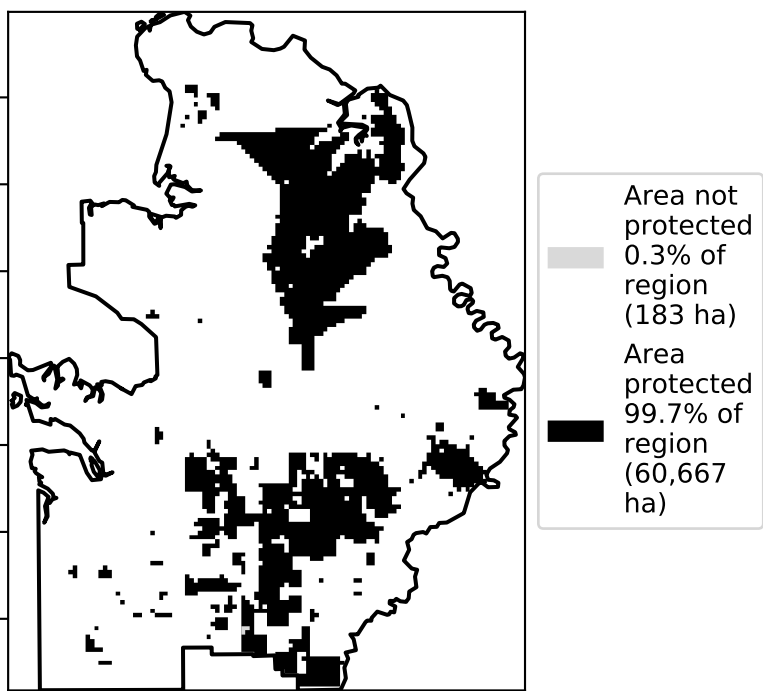 Area not
protected
0.3% of
region
(183 ha)
Area
protected
99.7% of
region
(60,667
ha)